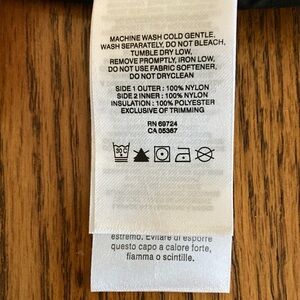 MACHINE WASH COLD GENTLE,
WASH SEPARATELY, DO NOT BLEACH,
TUMBLE DRY LOW,
REMOVE PROMPTLY, IRON LOW,
DO NOT USE FABRIC SOFTENER,
DO NOT DRYCLEAN
SIDE 1 OUTER : 100% NYLON
SIDE 2 INNER : 100% NYLON
INSULATION : 100% POLYESTER
EXCLUSIVE OF TRIMMING
RN 69724
CA 05367
30
estremo. Evitare di esporre
questo capo a calore forte,
fiamma o scintille.